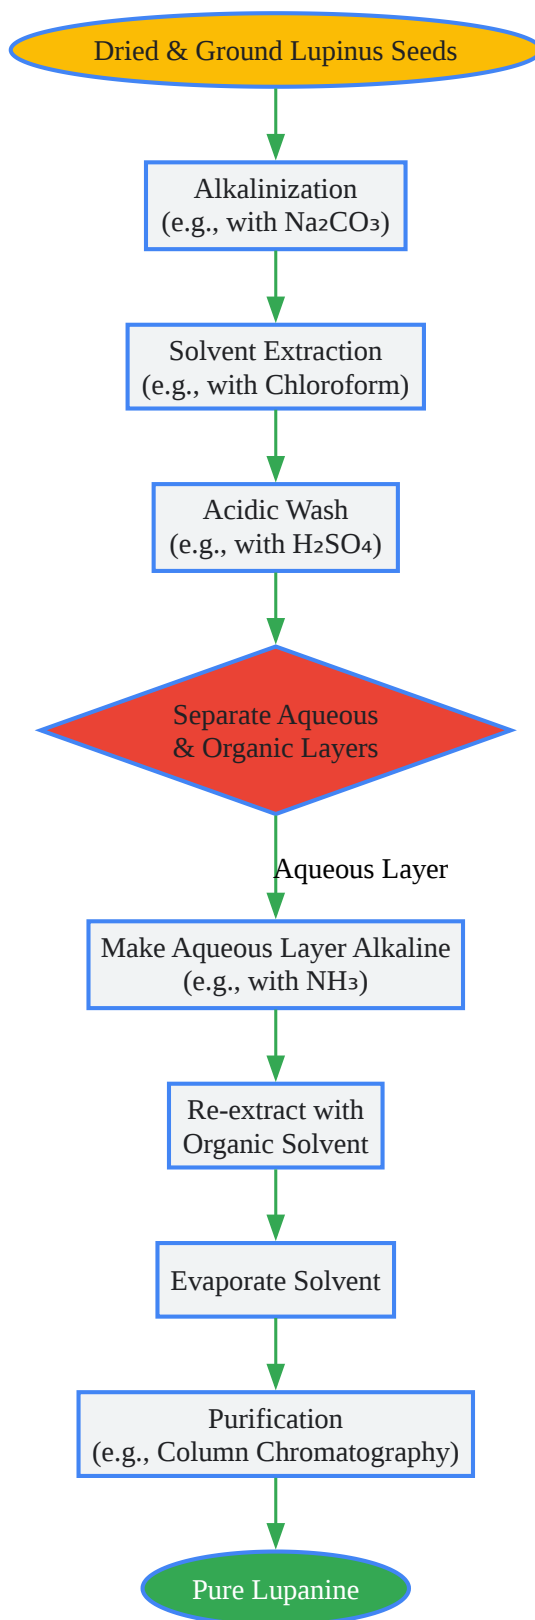 Dried & Ground Lupinus Seeds
Alkalinization
(e.g., with Na₂CO₃)
Solvent Extraction
(e.g., with Chloroform)
Acidic Wash
(e.g., with H₂SO₄)
Separate Aqueous
& Organic Layers
Aqueous Layer
Make Aqueous Layer Alkaline
(e.g., with NH₃)
Re-extract with
Organic Solvent
Evaporate Solvent
Purification
(e.g., Column Chromatography)
Pure Lupanine